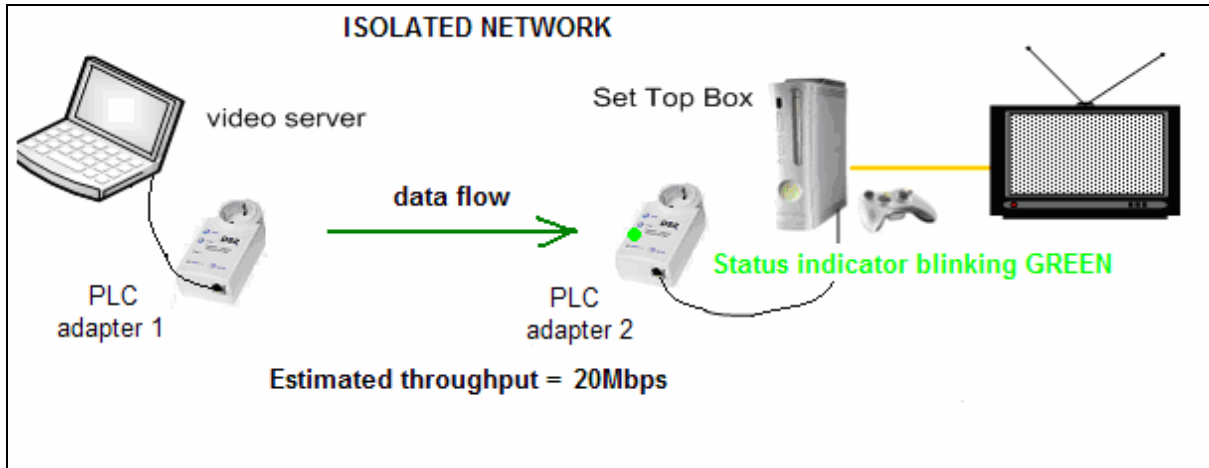 ISOLATED NETWORK
video server
Set Top Box
data flow
Status indicator blinking GREEN
PLC
adapter 1
PLC
adapter 2
Estimated throughput = 20Mbps